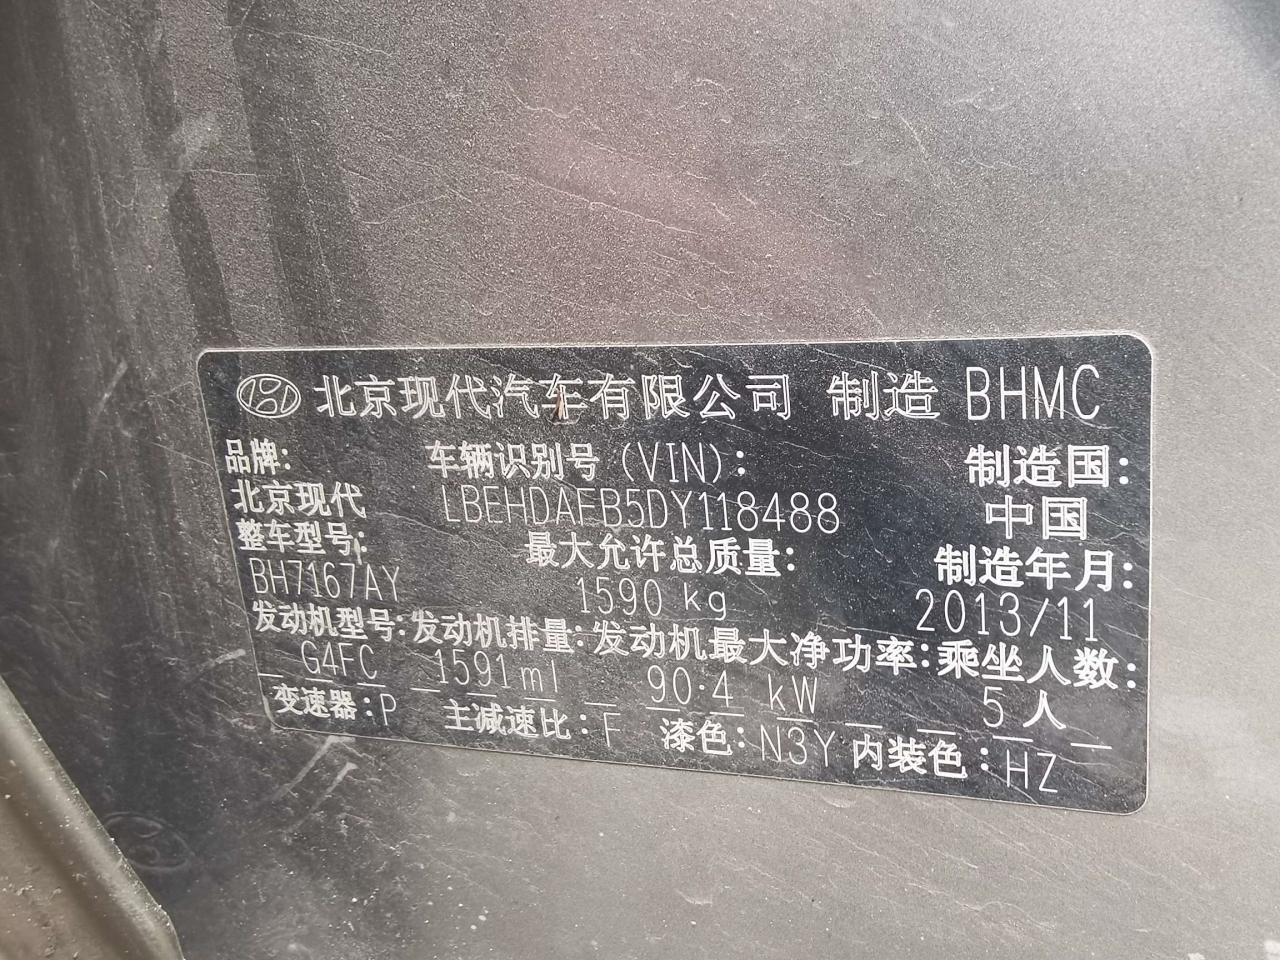 北京现代汽车有限公司 制造 BHMC
品牌: 车辆识别号 (VIN): 制造国:
北京现代 LBEHDAFB5DY118488 中国
整车型号: 最大允许总质量: 制造年月:
BH7167AY 1590 kg 2013/11
发动机型号: 发动机排量: 发动机最大净功率: 乘坐人数:
G4FC 1591ml 90.4 kW 5人
变速器:P 主减速比:F 漆色:N3Y 内装色:HZ